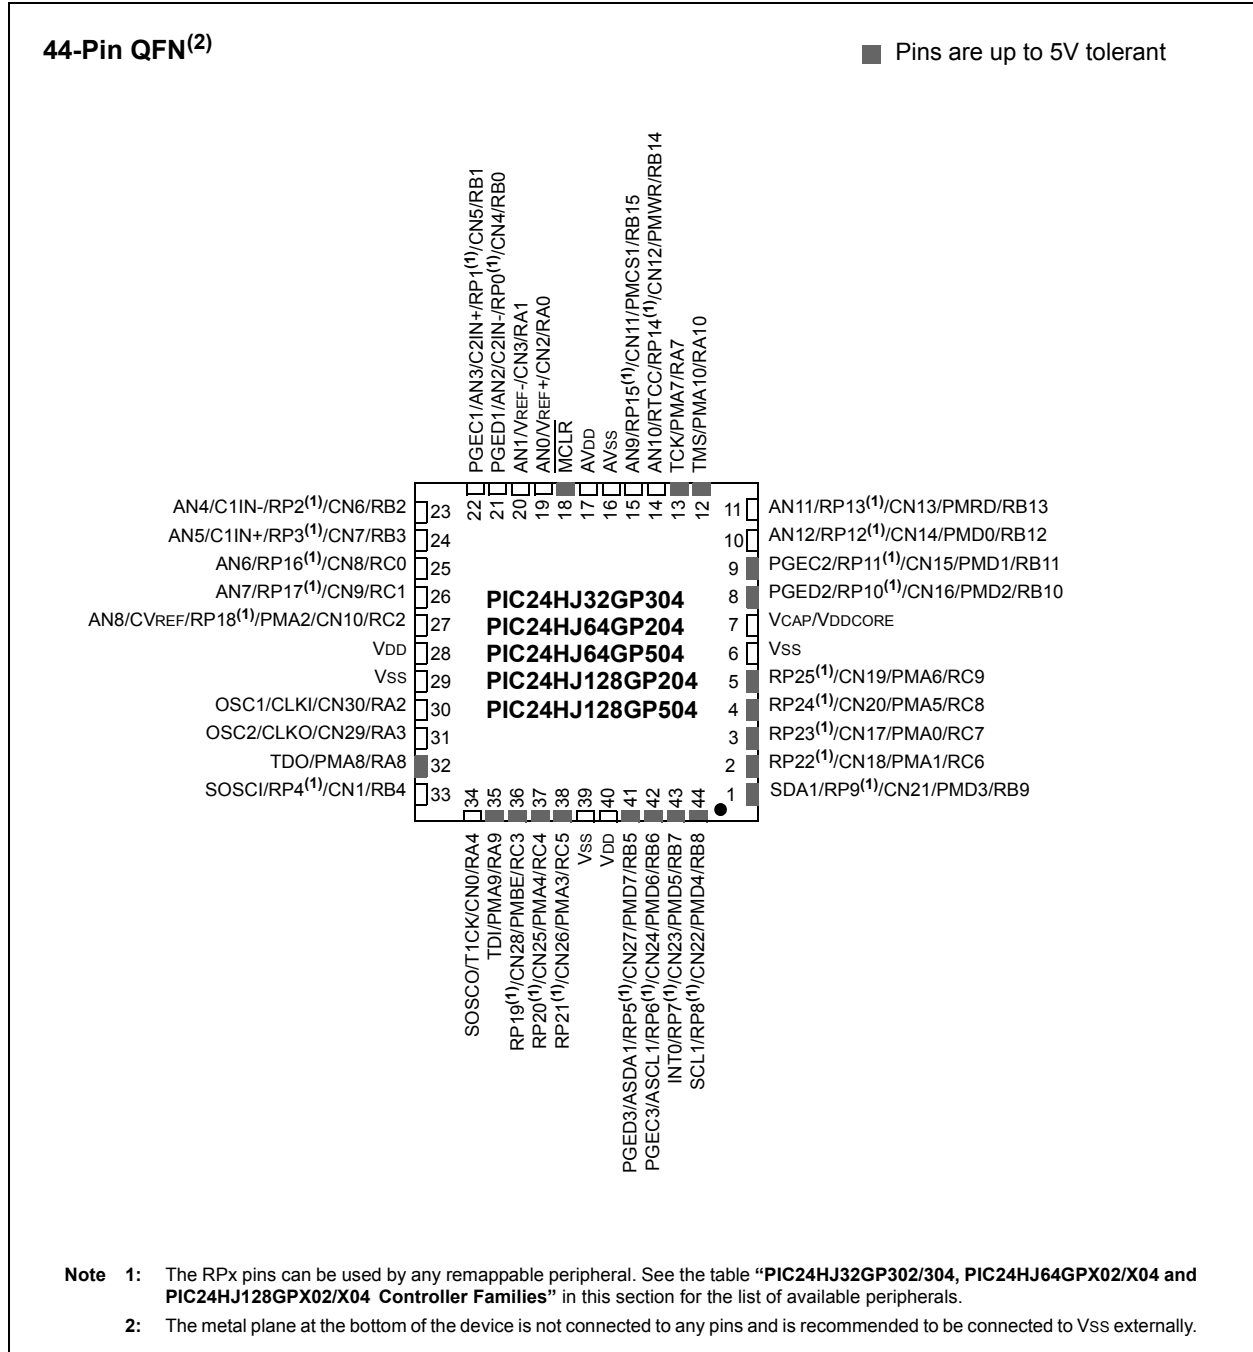 44-Pin QFN(2)
Pins are up to 5V tolerant
PGEC1/AN3/C2IN+/RP1(1)/CN5/RB1
PGED1/AN2/C2IN-/RP0(1)/CN4/RB0
AN1/VREF-/CN3/RA1
AN0/VREF+/CN2/RA0
MCLR
AVDD
AVSS
AN9/RP15(1)/CN11/PMCS1/RB15
AN10/RTCC/RP14(1)/CN12/PMWR/RB14
TCK/PMA7/RA7
TMS/PMA10/RA10
22 21 20 19 18 17 16 15 14 13 12
AN4/C1IN-/RP2(1)/CN6/RB2 23
AN5/C1IN+/RP3(1)/CN7/RB3 24
AN6/RP16(1)/CN8/RC0 25
AN7/RP17(1)/CN9/RC1 26
AN8/CVREF/RP18(1)/PMA2/CN10/RC2 27
VDD 28
VSS 29
OSC1/CLKI/CN30/RA2 30
OSC2/CLKO/CN29/RA3 31
TDO/PMA8/RA8 32
SOSCI/RP4(1)/CN1/RB4 33
PIC24HJ32GP304
PIC24HJ64GP204
PIC24HJ64GP504
PIC24HJ128GP204
PIC24HJ128GP504
11 AN11/RP13(1)/CN13/PMRD/RB13
10 AN12/RP12(1)/CN14/PMD0/RB12
9 PGEC2/RP11(1)/CN15/PMD1/RB11
8 PGED2/RP10(1)/CN16/PMD2/RB10
7 VCAP/VDDCORE
6 VSS
5 RP25(1)/CN19/PMA6/RC9
4 RP24(1)/CN20/PMA5/RC8
3 RP23(1)/CN17/PMA0/RC7
2 RP22(1)/CN18/PMA1/RC6
1 SDA1/RP9(1)/CN21/PMD3/RB9
34 35 36 37 38 39 40 41 42 43 44
SOSCO/T1CK/CN0/RA4
TDI/PMA9/RA9
RP19(1)/CN28/PMBE/RC3
RP20(1)/CN25/PMA4/RC4
RP21(1)/CN26/PMA3/RC5
VSS
VDD
PGED3/ASDA1/RP5(1)/CN27/PMD7/RB5
PGEC3/ASCL1/RP6(1)/CN24/PMD6/RB6
INT0/RP7(1)/CN23/PMD5/RB7
SCL1/RP8(1)/CN22/PMD4/RB8
Note 1: The RPx pins can be used by any remappable peripheral. See the table “PIC24HJ32GP302/304, PIC24HJ64GPX02/X04 and
PIC24HJ128GPX02/X04 Controller Families” in this section for the list of available peripherals.
2: The metal plane at the bottom of the device is not connected to any pins and is recommended to be connected to VSS externally.